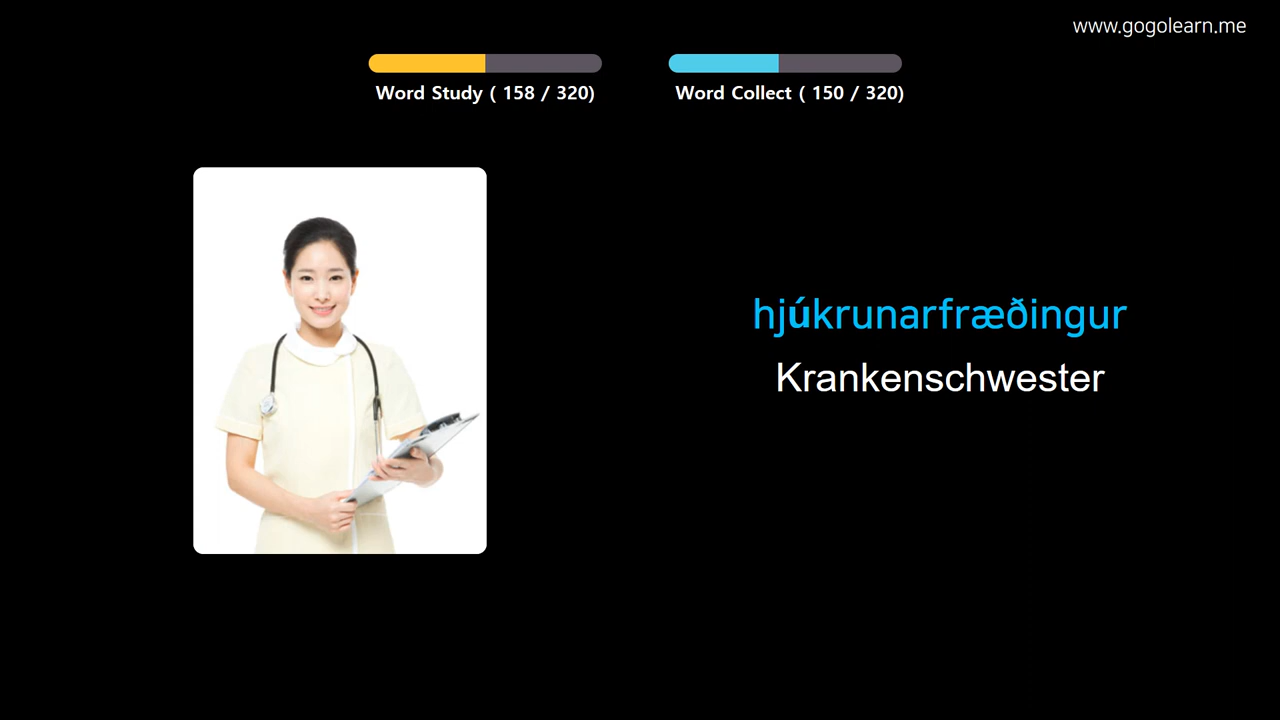 www.gogolearn.me
Word Study ( 158 / 320)
Word Collect ( 150 / 320)
hjúkrunarfræðingur
Krankenschwester